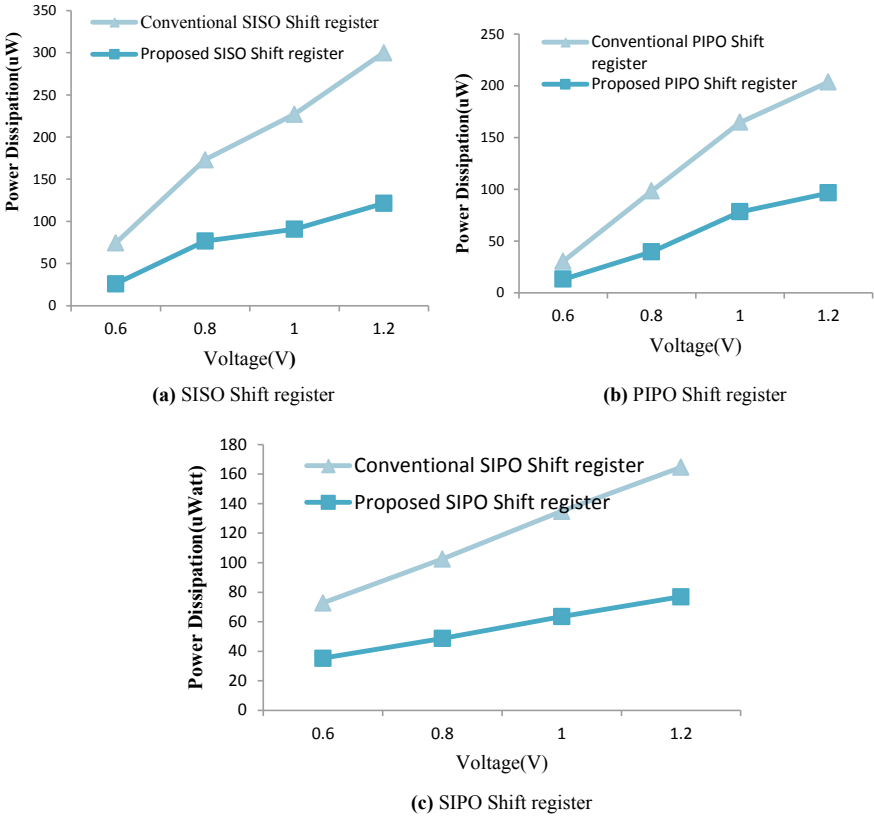 Conventional SISO Shift register
Proposed SISO Shift register
Power Dissipation(uW)
350
300
250
200
150
100
50
0
0.6 0.8 1 1.2
Voltage(V)
(a) SISO Shift register
Conventional PIPO Shift
register
Proposed PIPO Shift register
Power Dissipation(uW)
250
200
150
100
50
0
0.6 0.8 1 1.2
Voltage(V)
(b) PIPO Shift register
Conventional SIPO Shift register
Proposed SIPO Shift register
Power Dissipation(uWatt)
180
160
140
120
100
80
60
40
20
0
0.6 0.8 1 1.2
Voltage(V)
(c) SIPO Shift register